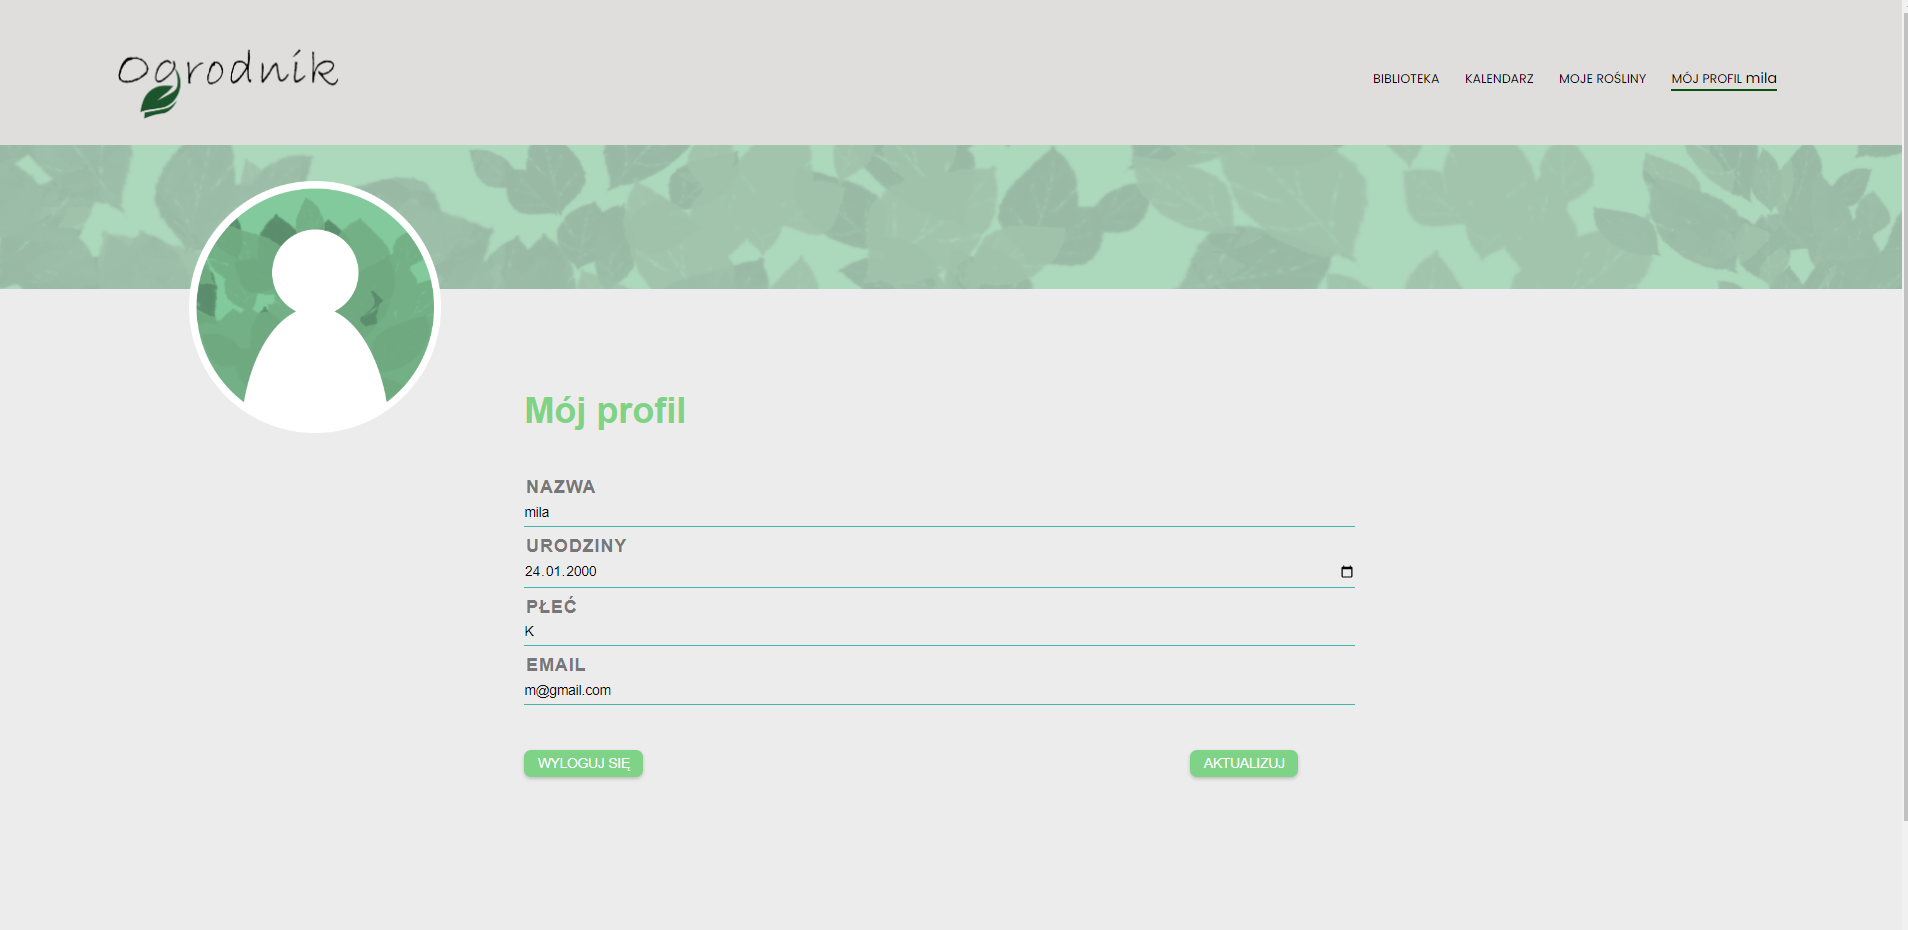 Ogrodnik
BIBLIOTEKA KALENDARZ MOJE ROŚLINY MÓJ PROFIL mila
Mój profil
NAZWA
mila
URODZINY
24.01.2000
PŁEĆ
K
EMAIL
m@gmail.com
WYLOGUJ SIĘ AKTUALIZUJ